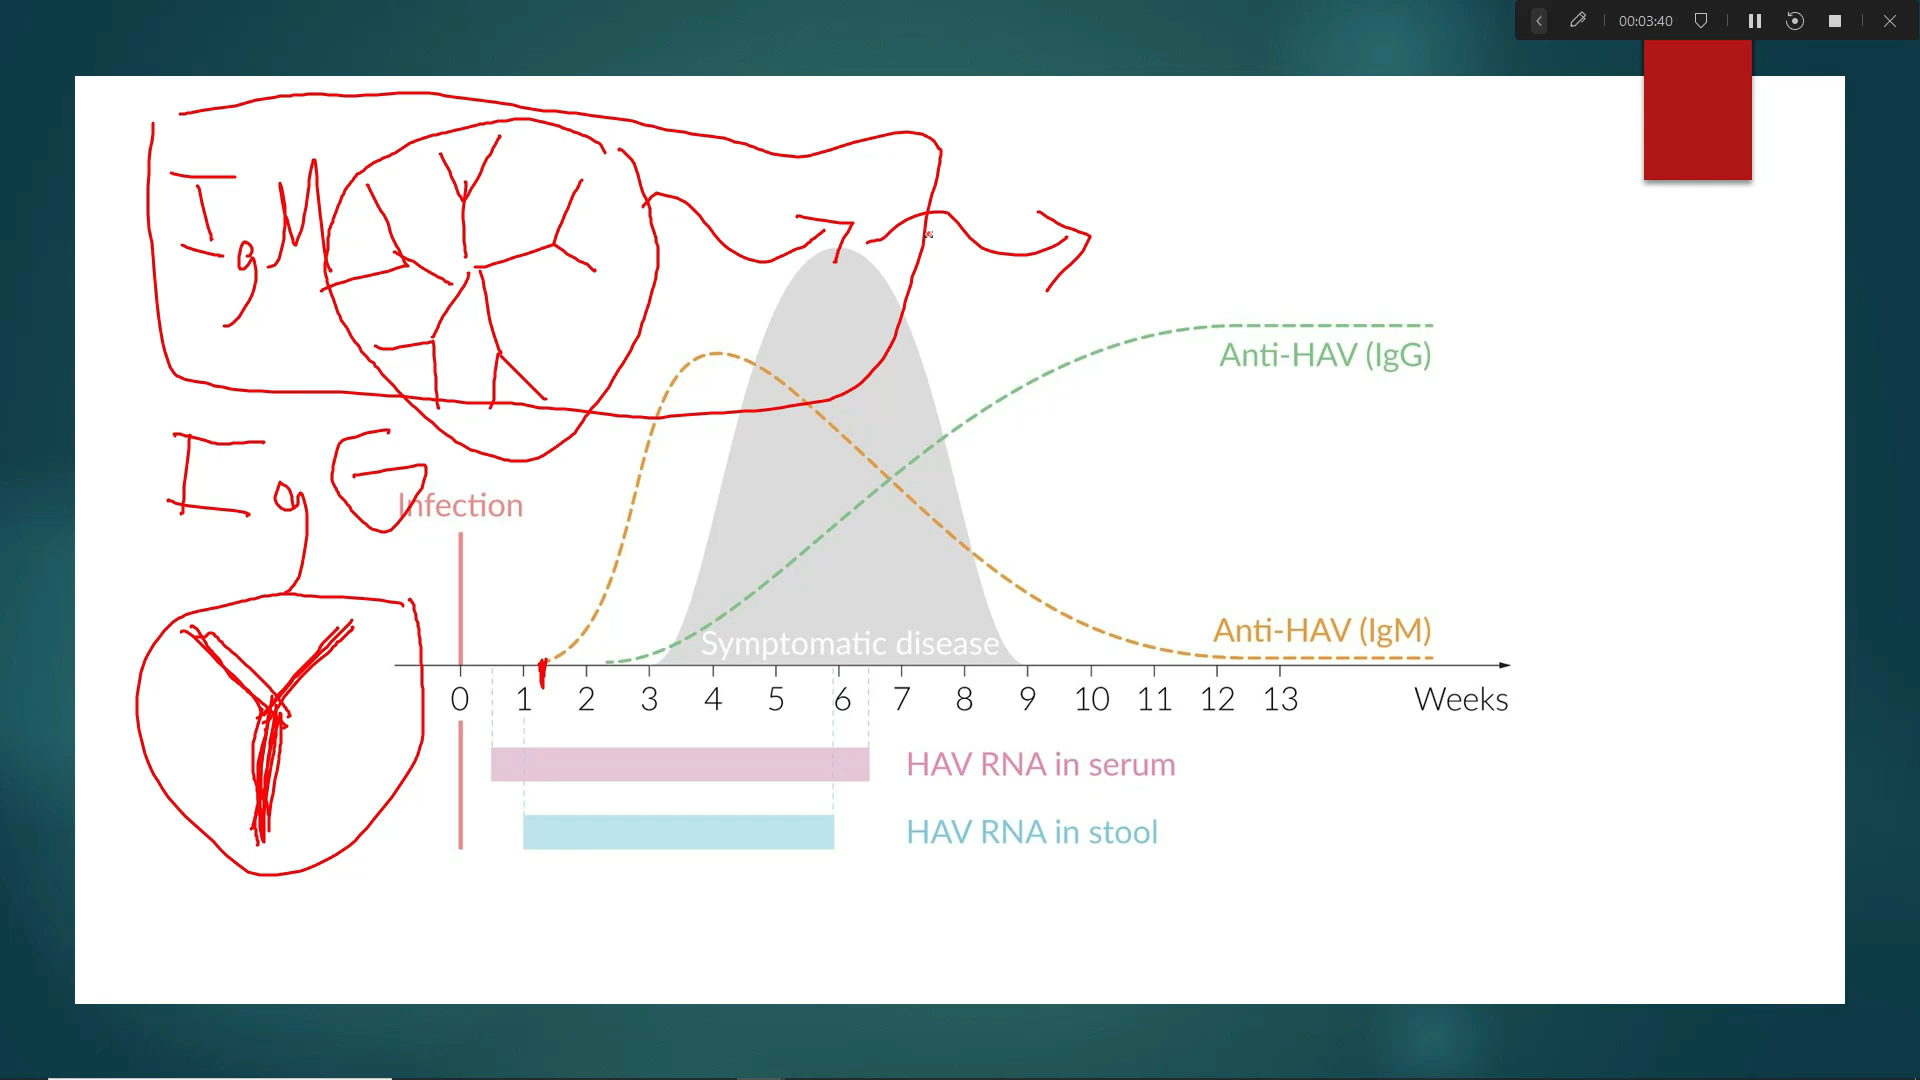 00:03:40
IgM
IgG
Infection
Anti-HAV (IgG)
Anti-HAV (IgM)
Symptomatic disease
0 1 2 3 4 5 6 7 8 9 10 11 12 13 Weeks
HAV RNA in serum
HAV RNA in stool